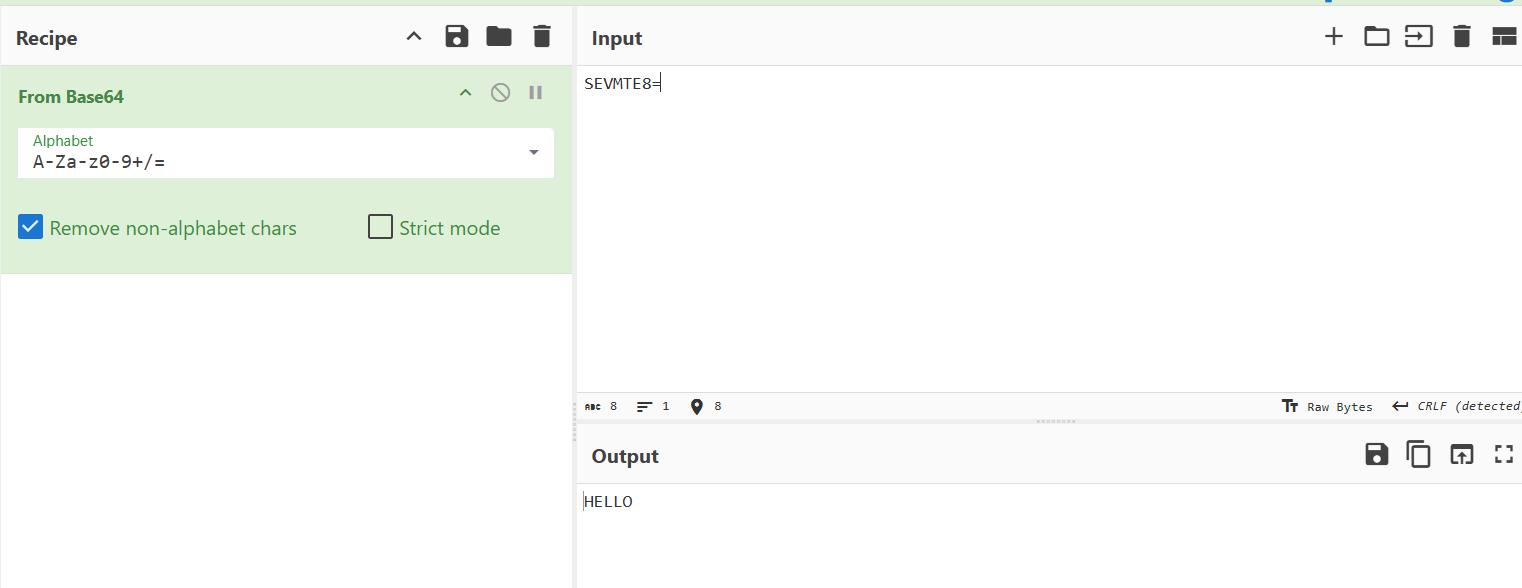 Recipe
From Base64
Alphabet
A-Za-z0-9+/=
Remove non-alphabet chars
Strict mode
Input
SEVMTE8=
ABC 8 1 8
Tт Raw Bytes CRLF (detected)
Output
HELLO